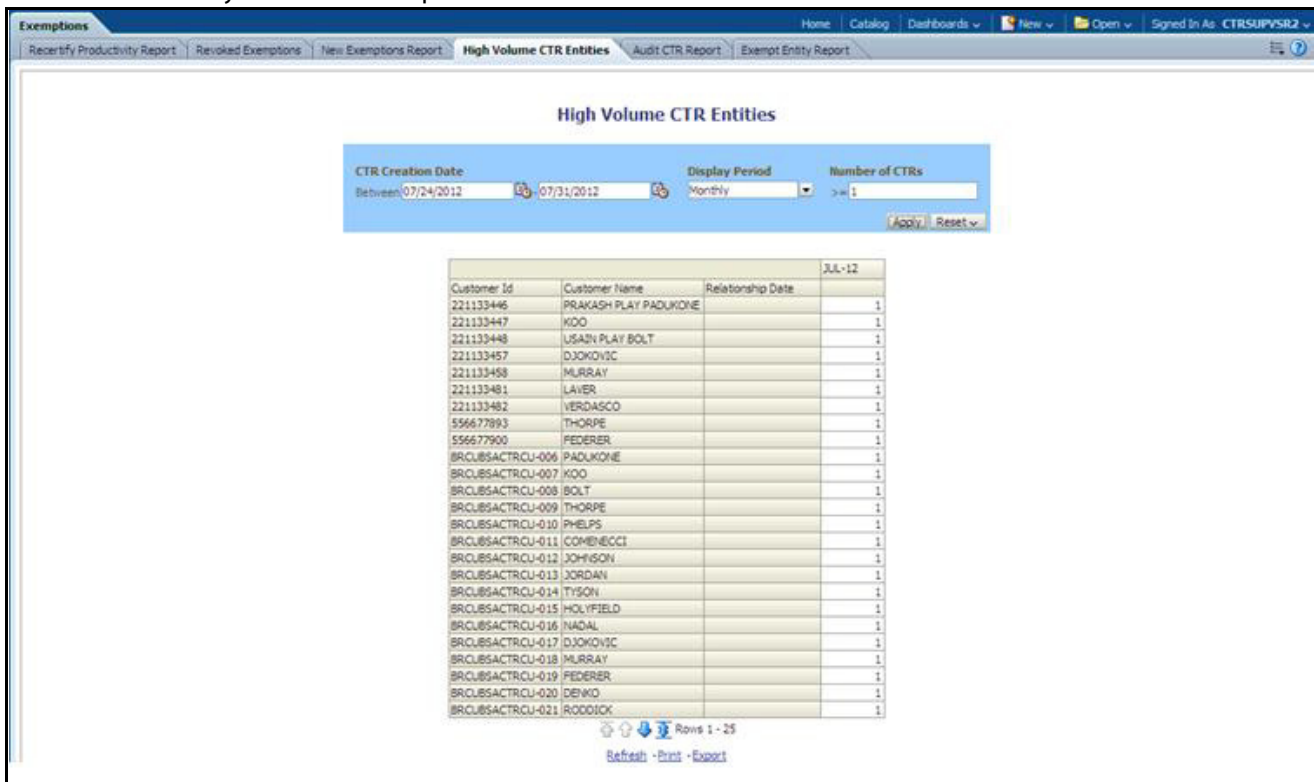 Exemptions Home Catalog Dashboards New Open Signed In As CTRSUPVSR2
Recertify Productivity Report Revoked Exemptions New Exemptions Report High Volume CTR Entities Audit CTR Report Exempt Entity Report
High Volume CTR Entities
CTR Creation Date Display Period Number of CTRs
Between 07/24/2012 - 07/31/2012 Monthly >= 1
Apply Reset
JUL-12
Customer Id Customer Name Relationship Date
221133446 PRAKASH PLAY PADUKONE 1
221133447 KOO 1
221133448 USAIN PLAY BOLT 1
221133457 DJOKOVIC 1
221133458 MURRAY 1
221133481 LAVER 1
221133482 VERDASCO 1
556677893 THORPE 1
556677900 FEDERER 1
BRCUBSACTRCU-006 PADUKONE 1
BRCUBSACTRCU-007 KOO 1
BRCUBSACTRCU-008 BOLT 1
BRCUBSACTRCU-009 THORPE 1
BRCUBSACTRCU-010 PHELPS 1
BRCUBSACTRCU-011 COMENECCI 1
BRCUBSACTRCU-012 JOHNSON 1
BRCUBSACTRCU-013 JORDAN 1
BRCUBSACTRCU-014 TYSON 1
BRCUBSACTRCU-015 HOLYFIELD 1
BRCUBSACTRCU-016 NADAL 1
BRCUBSACTRCU-017 DJOKOVIC 1
BRCUBSACTRCU-018 MURRAY 1
BRCUBSACTRCU-019 FEDERER 1
BRCUBSACTRCU-020 DENKO 1
BRCUBSACTRCU-021 RODDICK 1
Rows 1 - 25
Refresh - Print - Export